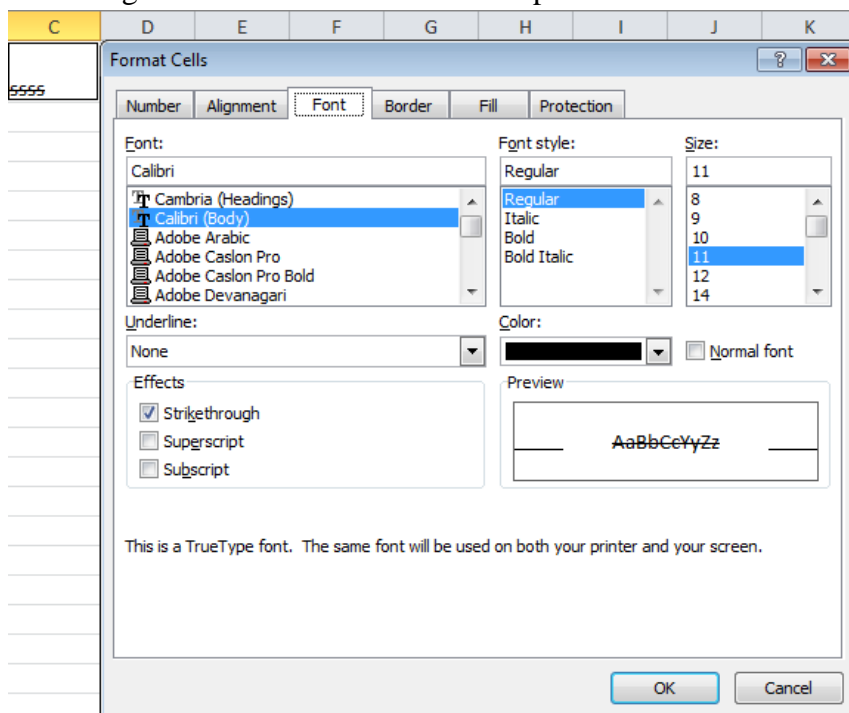 C D E F G H I J K
Format Cells
5555
Number Alignment Font Border Fill Protection
Font: Font style: Size:
Calibri Regular 11
Cambria (Headings) Regular 8
Calibri (Body) Italic 9
Adobe Arabic Bold 10
Adobe Caslon Pro Bold Italic 11
Adobe Caslon Pro Bold 12
Adobe Devanagari 14
Underline: Color:
None Normal font
Effects Preview
Strikethrough
Superscript AaBbCcYyZz
Subscript
This is a TrueType font. The same font will be used on both your printer and your screen.
OK Cancel